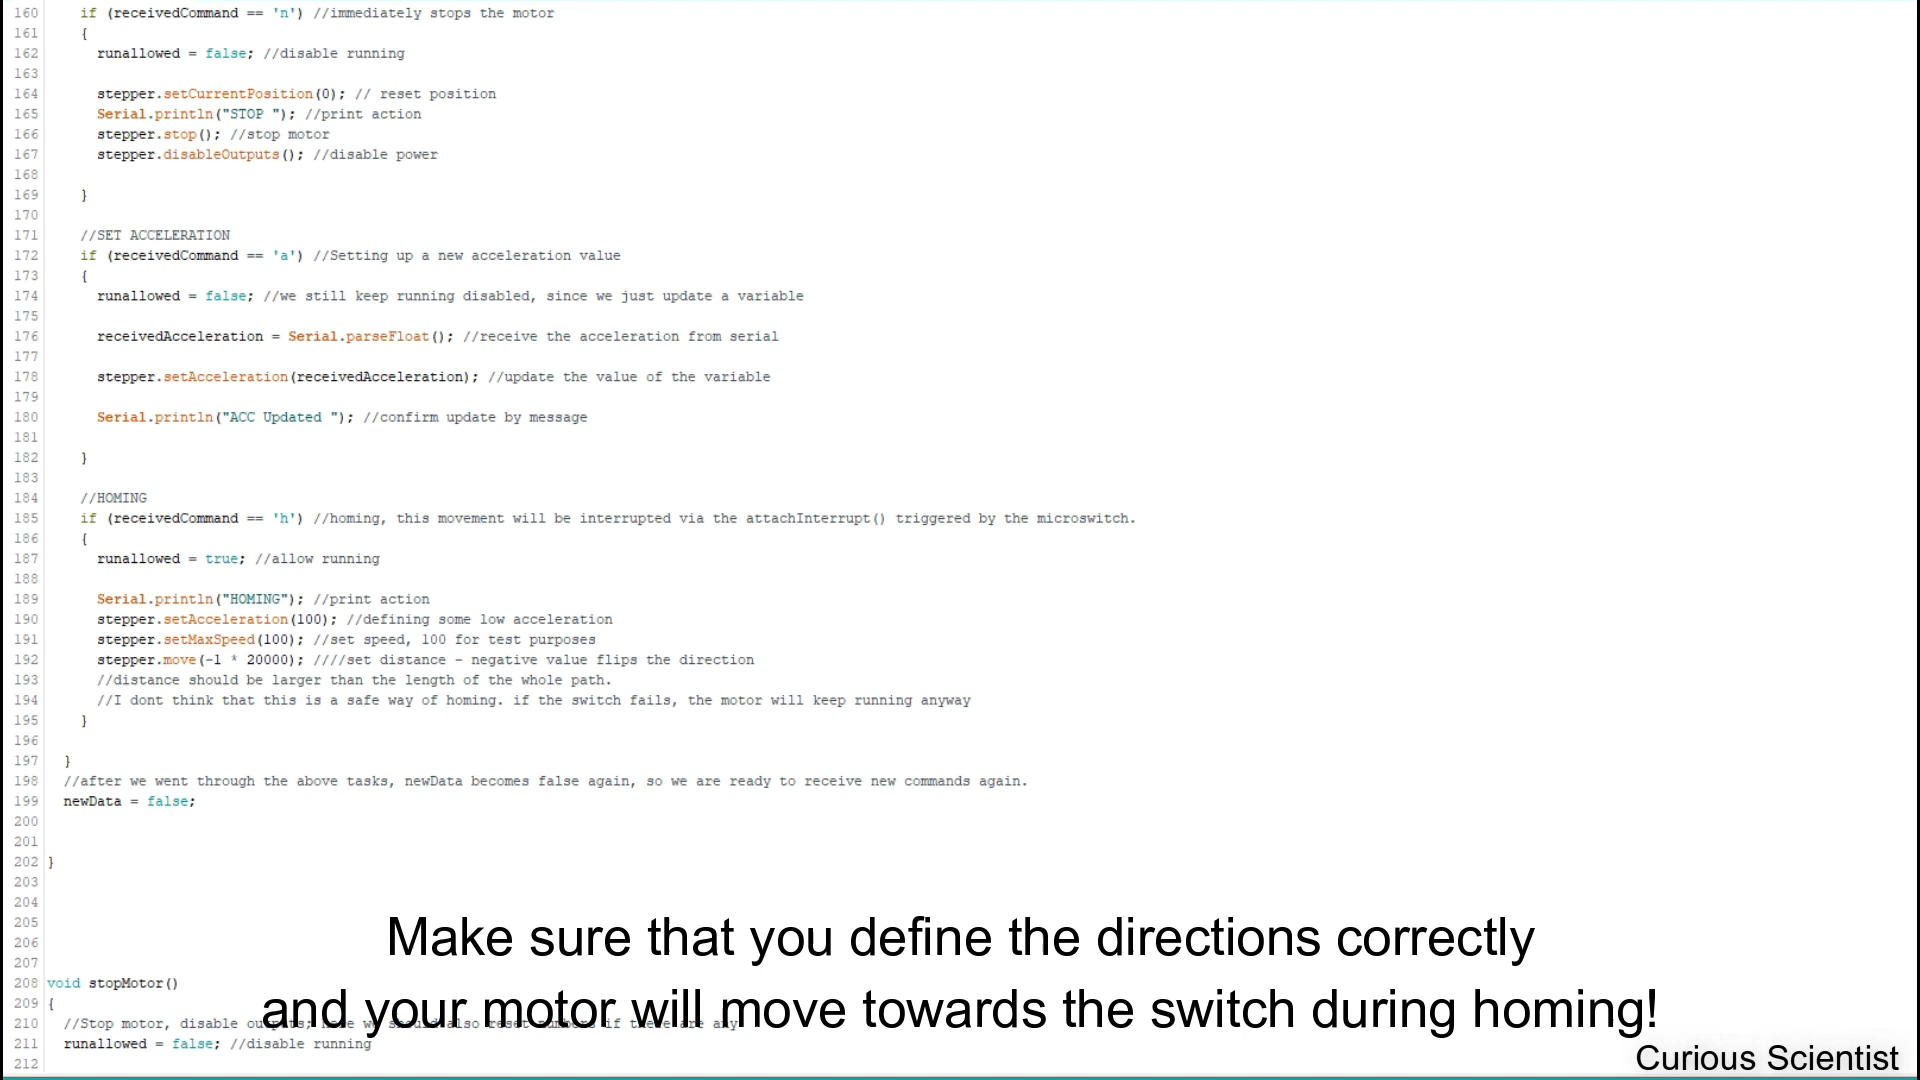 160 if (receivedCommand == 'n') //immediately stops the motor
161 {
162 runallowed = false; //disable running
163
164 stepper.setCurrentPosition(0); // reset position
165 Serial.println("STOP "); //print action
166 stepper.stop(); //stop motor
167 stepper.disableOutputs(); //disable power
168
169 }
170
171 //SET ACCELERATION
172 if (receivedCommand == 'a') //Setting up a new acceleration value
173 {
174 runallowed = false; //we still keep running disabled, since we just update a variable
175
176 receivedAcceleration = Serial.parseFloat(); //receive the acceleration from serial
177
178 stepper.setAcceleration(receivedAcceleration); //update the value of the variable
179
180 Serial.println("ACC Updated "); //confirm update by message
181
182 }
183
184 //HOMING
185 if (receivedCommand == 'h') //homing, this movement will be interrupted via the attachInterrupt() triggered by the microswitch.
186 {
187 runallowed = true; //allow running
188
189 Serial.println("HOMING"); //print action
190 stepper.setAcceleration(100); //defining some low acceleration
191 stepper.setMaxSpeed(100); //set speed, 100 for test purposes
192 stepper.move(-1 * 20000); ////set distance - negative value flips the direction
193 //distance should be larger than the length of the whole path.
194 //I dont think that this is a safe way of homing. if the switch fails, the motor will keep running anyway
195 }
196
197 }
198 //after we went through the above tasks, newData becomes false again, so we are ready to receive new commands again.
199 newData = false;
200
201
202 }
203
204
205
206
207
Make sure that you define the directions correctly
208 void stopMotor()
209 {
and your motor will move towards the switch during homing!
210 //Stop motor, disable outputs; here we should also reset numbers if there are any
211 runallowed = false; //disable running
212
Curious Scientist